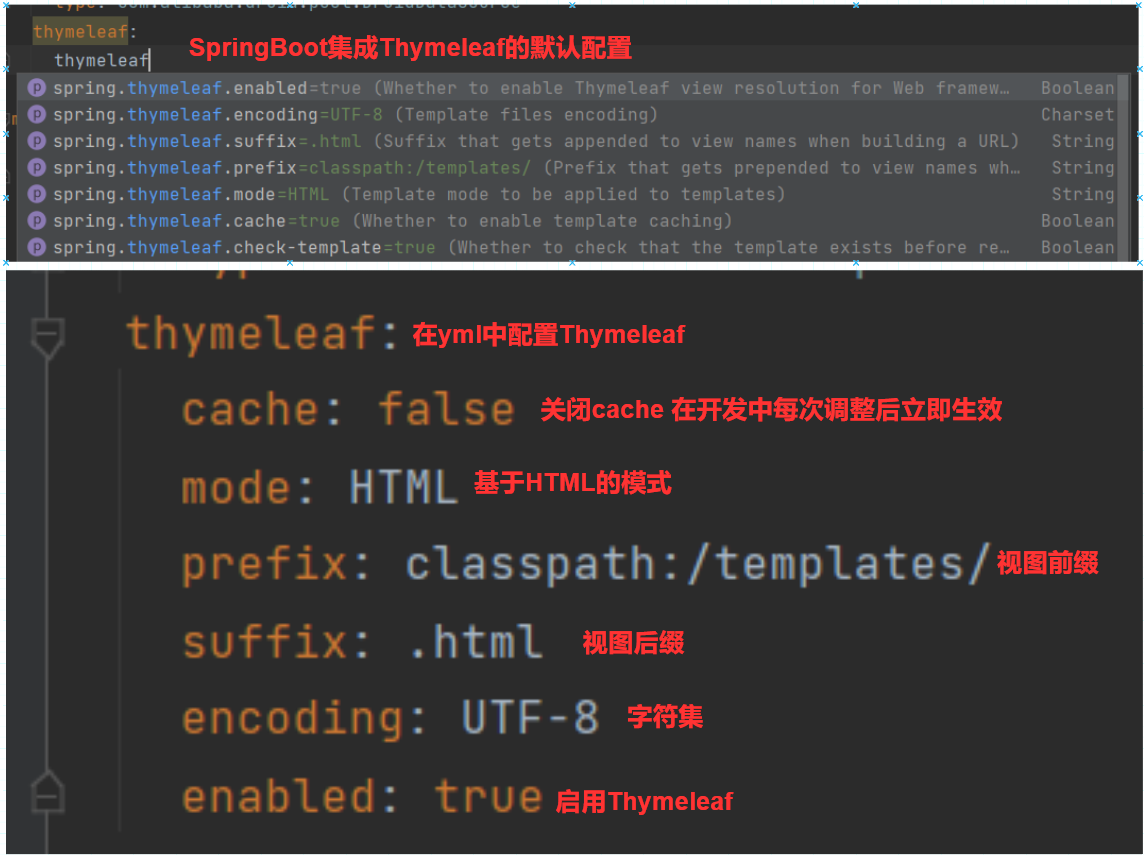 type: com.alibaba.druid.pool.DruidDataSource
thymeleaf:
SpringBoot集成Thymeleaf的默认配置
thymeleaf
spring.thymeleaf.enabled=true (Whether to enable Thymeleaf view resolution for Web framew… Boolean
spring.thymeleaf.encoding=UTF-8 (Template files encoding) Charset
spring.thymeleaf.suffix=.html (Suffix that gets appended to view names when building a URL) String
spring.thymeleaf.prefix=classpath:/templates/ (Prefix that gets prepended to view names wh… String
spring.thymeleaf.mode=HTML (Template mode to be applied to templates) String
spring.thymeleaf.cache=true (Whether to enable template caching) Boolean
spring.thymeleaf.check-template=true (Whether to check that the template exists before re… Boolean
thymeleaf: 在yml中配置Thymeleaf
cache: false 关闭cache 在开发中每次调整后立即生效
mode: HTML 基于HTML的模式
prefix: classpath:/templates/ 视图前缀
suffix: .html 视图后缀
encoding: UTF-8 字符集
enabled: true 启用Thymeleaf